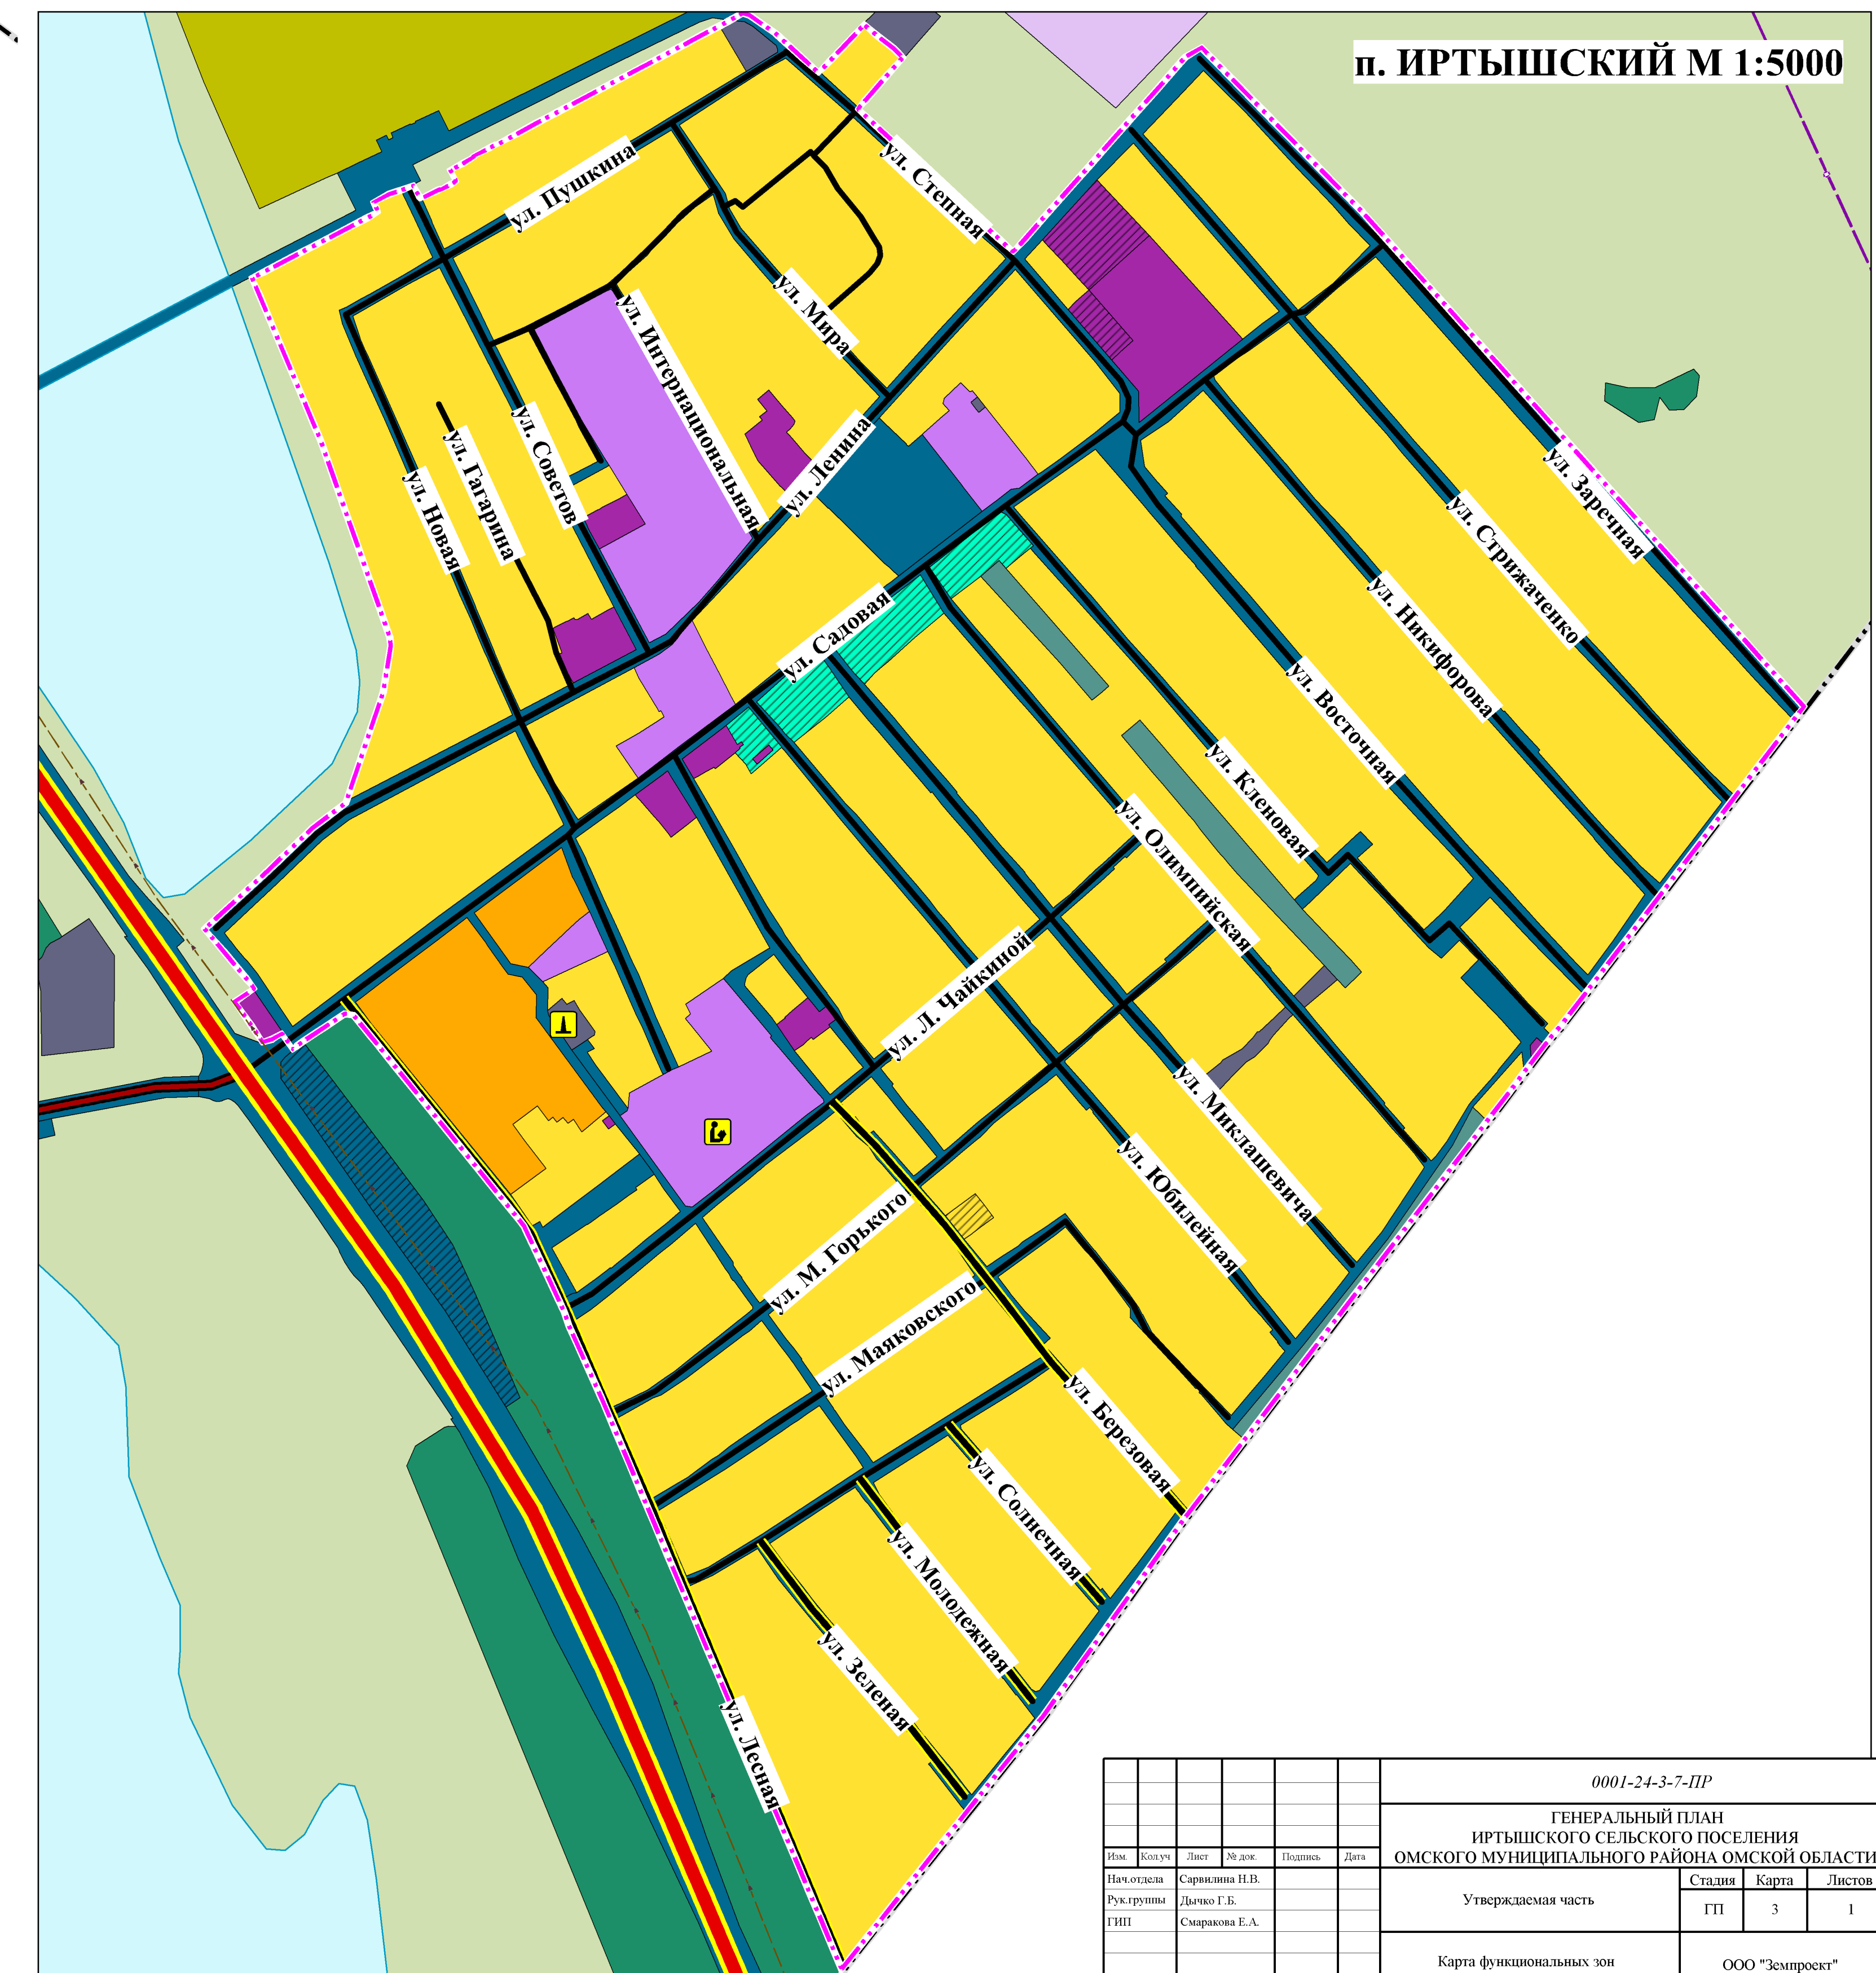 п. ИРТЫШСКИЙ М 1:5000
ул. Пушкина
ул. Степная
ул. Мира
ул. Интернациональная
ул. Ленина
ул. Советов
ул. Гагарина
ул. Новая
ул. Садовая
ул. Заречная
ул. Стрижаченко
ул. Никифорова
ул. Восточная
ул. Кленовая
ул. Олимпийская
ул. Л. Чайкиной
ул. Миклашевича
ул. Юбилейная
ул. М. Горького
ул. Маяковского
ул. Березовая
ул. Солнечная
ул. Молодежная
ул. Зеленая
ул. Лесная
0001-24-3-7-ПР
ГЕНЕРАЛЬНЫЙ ПЛАН
ИРТЫШСКОГО СЕЛЬСКОГО ПОСЕЛЕНИЯ
ОМСКОГО МУНИЦИПАЛЬНОГО РАЙОНА ОМСКОЙ ОБЛАСТИ
Изм. Кол.уч Лист № док. Подпись Дата
Нач.отдела Сарвилина Н.В.
Рук.группы Дычко Г.Б.
ГИП Смаракова Е.А.
Утверждаемая часть
Стадия Карта Листов
ГП 3 1
Карта функциональных зон
ООО "Земпроект"